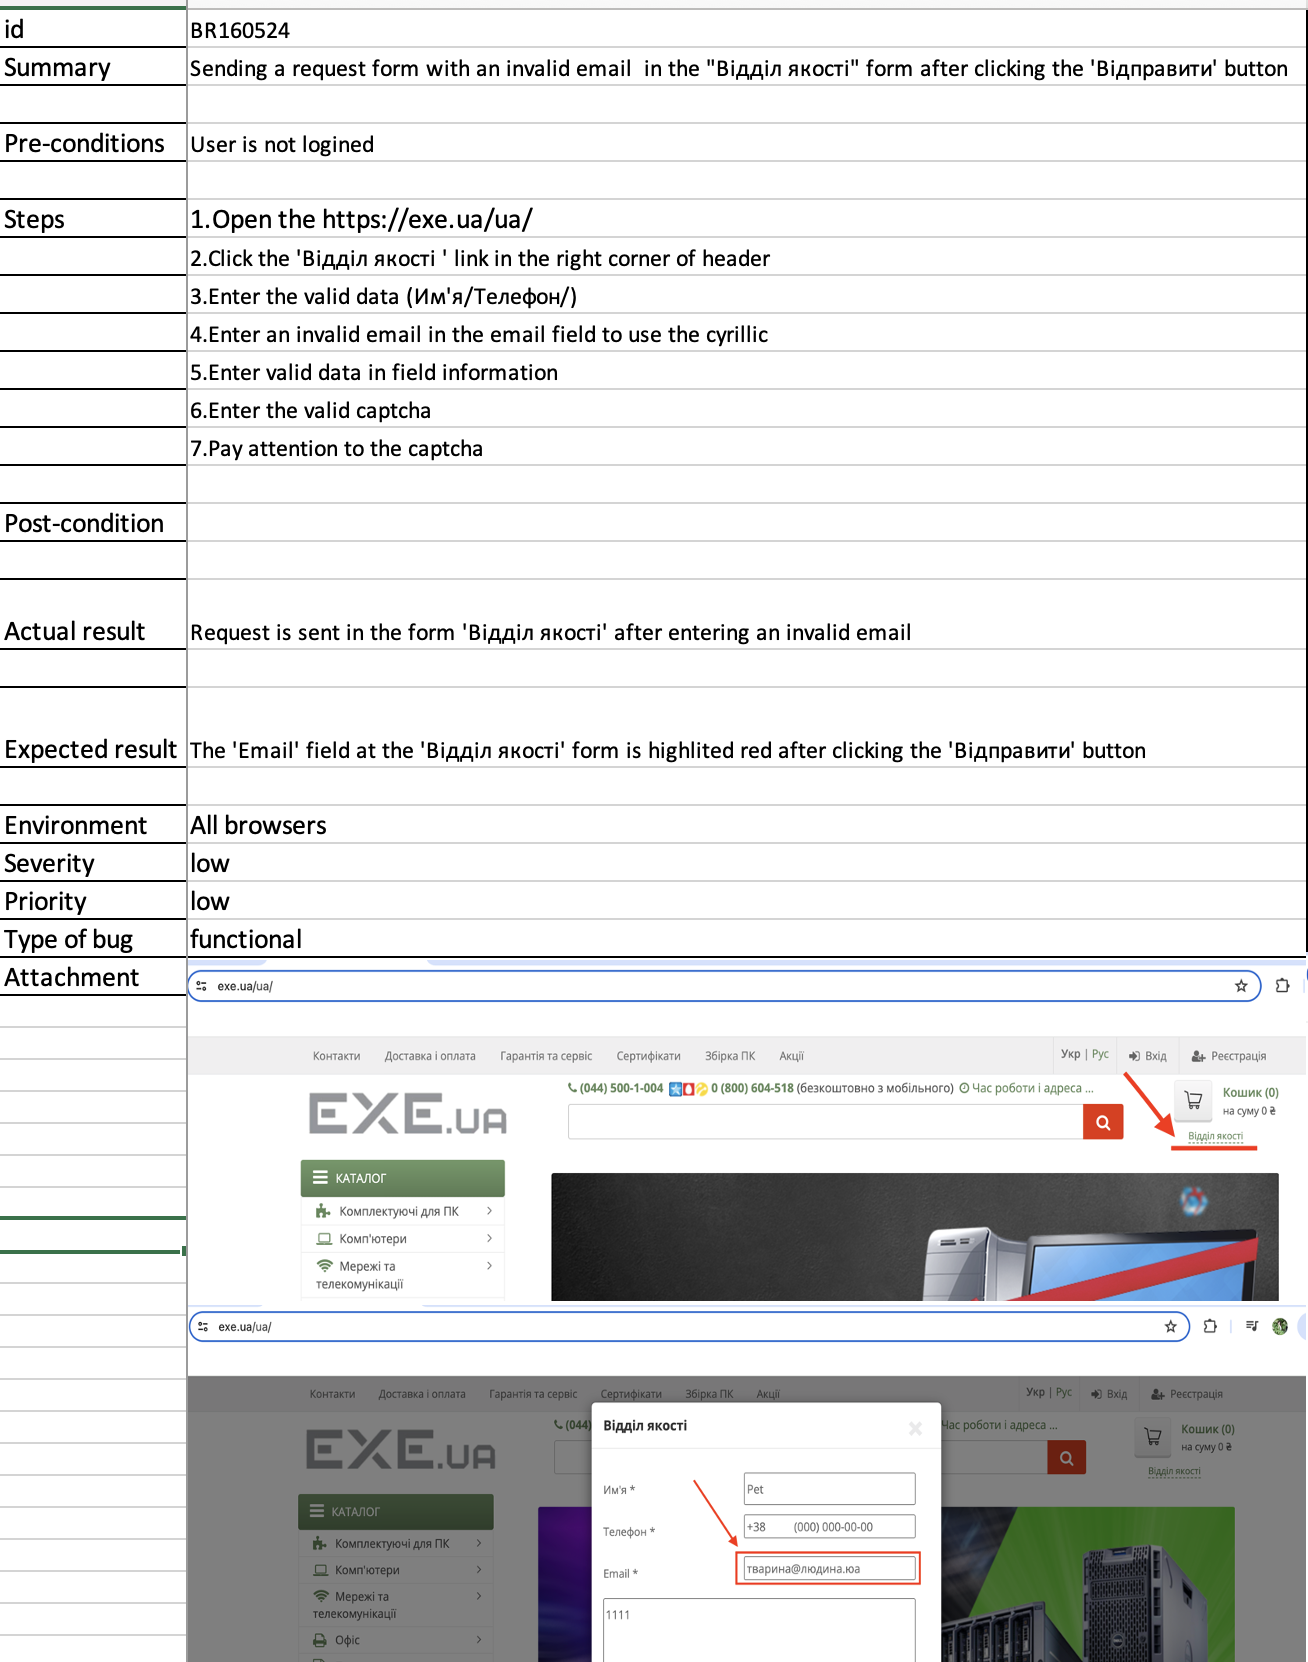 id BR160524
Summary Sending a request form with an invalid email  in the "Відділ якості" form after clicking the 'Відправити' button
Pre-conditions User is not logined
Steps 1.Open the https://exe.ua/ua/
2.Click the 'Відділ якості ' link in the right corner of header
3.Enter the valid data (Им'я/Телефон/)
4.Enter an invalid email in the email field to use the cyrillic
5.Enter valid data in field information
6.Enter the valid captcha
7.Pay attention to the captcha
Post-condition
Actual result Request is sent in the form 'Відділ якості' after entering an invalid email
Expected result The 'Email' field at the 'Відділ якості' form is highlited red after clicking the 'Відправити' button
Environment All browsers
Severity low
Priority low
Type of bug functional
Attachment
exe.ua/ua/
Контакти Доставка і оплата Гарантія та сервіс Сертифікати Збірка ПК Акції Укр | Рус Вхід Реєстрація
(044) 500-1-004 0 (800) 604-518 (безкоштовно з мобільного) Час роботи і адреса ...
Кошик (0)
на суму 0 ₴
EXE.UA
Відділ якості
КАТАЛОГ
Комплектуючі для ПК
Комп'ютери
Мережі та
телекомунікації
exe.ua/ua/
Контакти Доставка і оплата Гарантія та сервіс Сертифікати Збірка ПК Акції Укр | Рус Вхід Реєстрація
(044) Час роботи і адреса ...
Кошик (0)
на суму 0 ₴
EXE.UA
Відділ якості
КАТАЛОГ
Комплектуючі для ПК
Комп'ютери
Мережі та
телекомунікації
Офіс
Відділ якості
Им'я * Pet
Телефон * +38 (000) 000-00-00
Email * тварина@людина.юа
1111